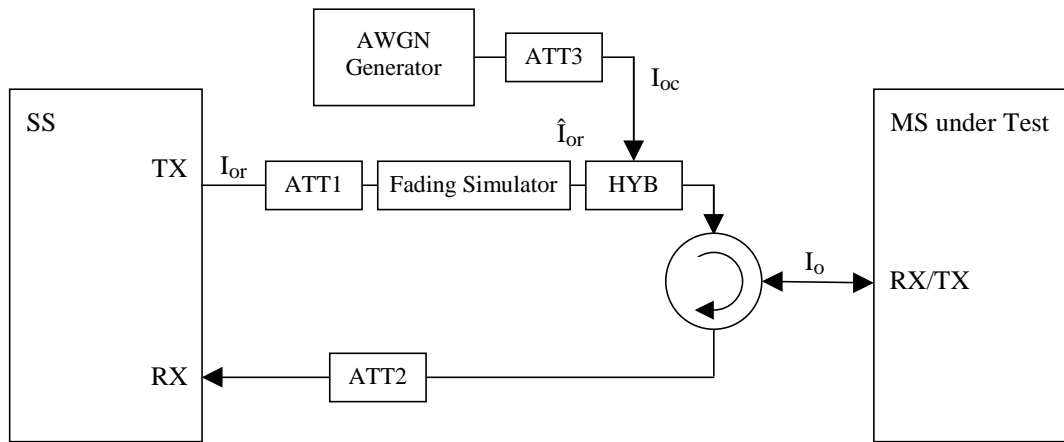 AWGN
Generator
ATT3
I_oc
SS
MS under Test
Î_or
TX
I_or
ATT1
Fading Simulator
HYB
I_o
RX/TX
RX
ATT2